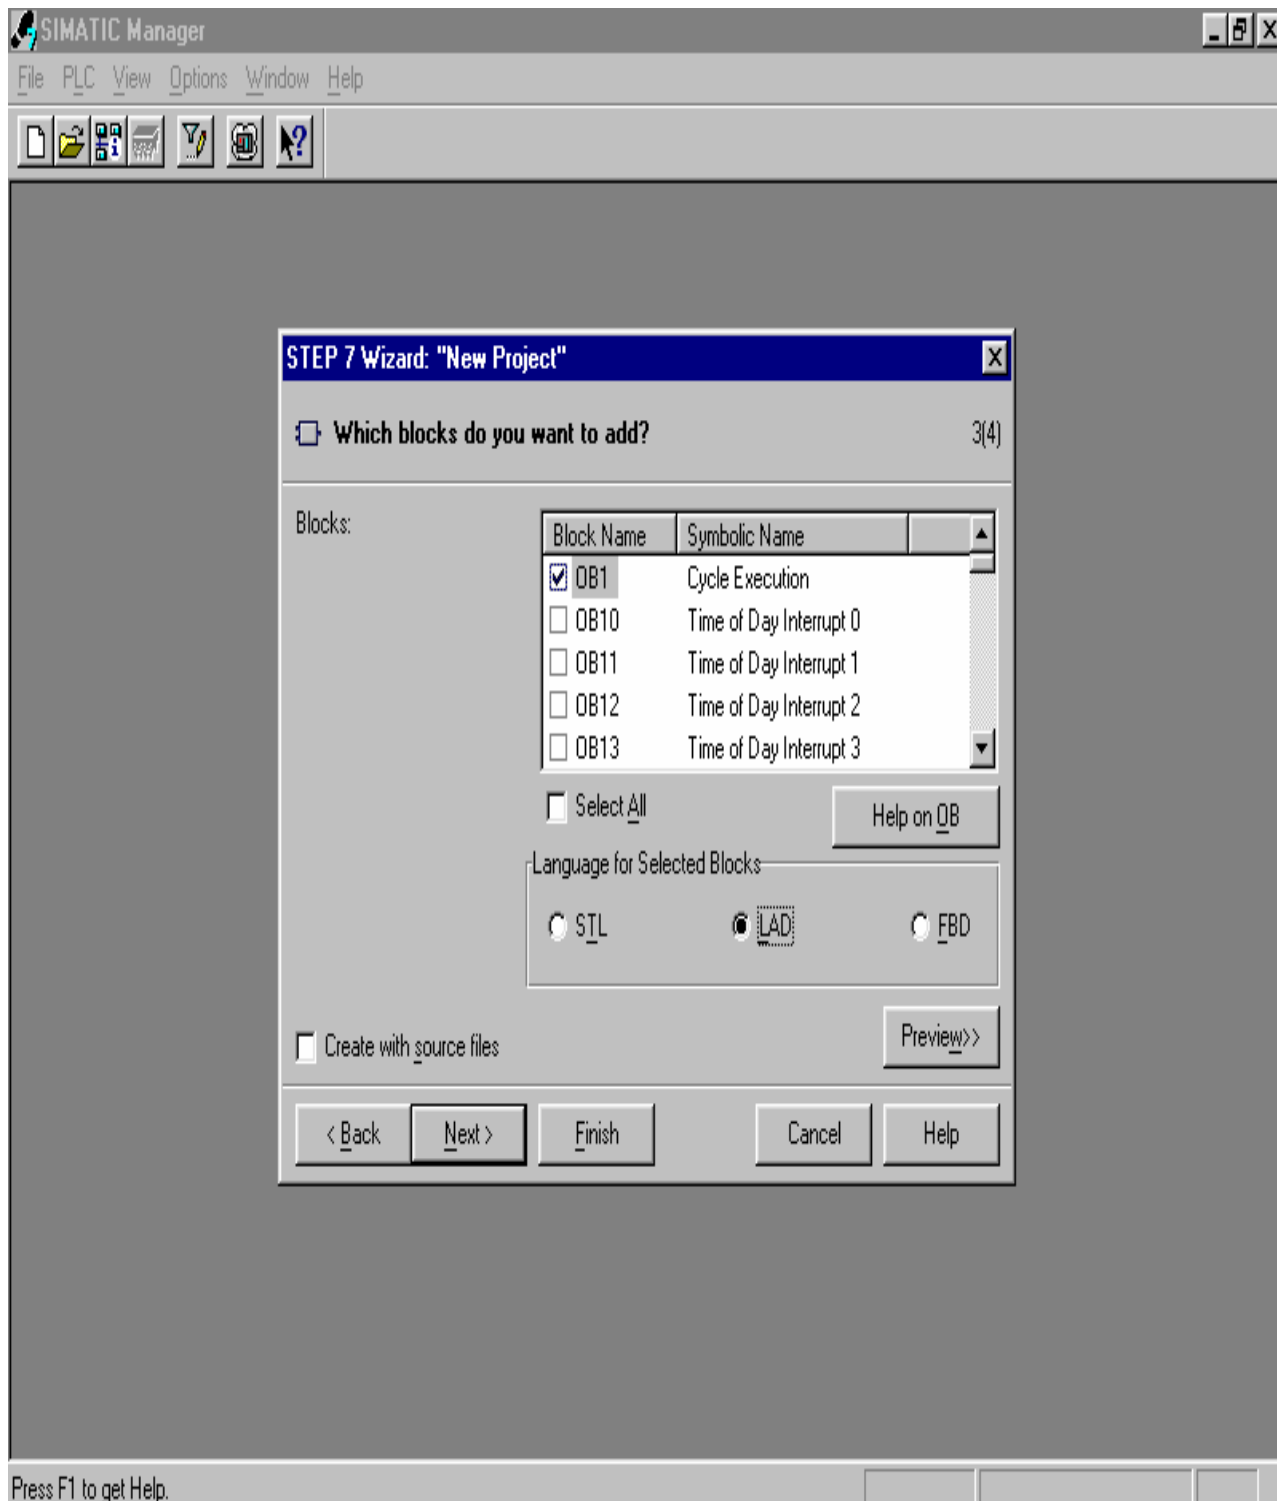 SIMATIC Manager
File PLC View Options Window Help
STEP 7 Wizard: "New Project"
Which blocks do you want to add? 3(4)
Blocks:
Block Name Symbolic Name
OB1 Cycle Execution
OB10 Time of Day Interrupt 0
OB11 Time of Day Interrupt 1
OB12 Time of Day Interrupt 2
OB13 Time of Day Interrupt 3
Select All
Help on OB
Language for Selected Blocks
STL LAD FBD
Create with source files
Preview>>
< Back Next > Finish Cancel Help
Press F1 to get Help.